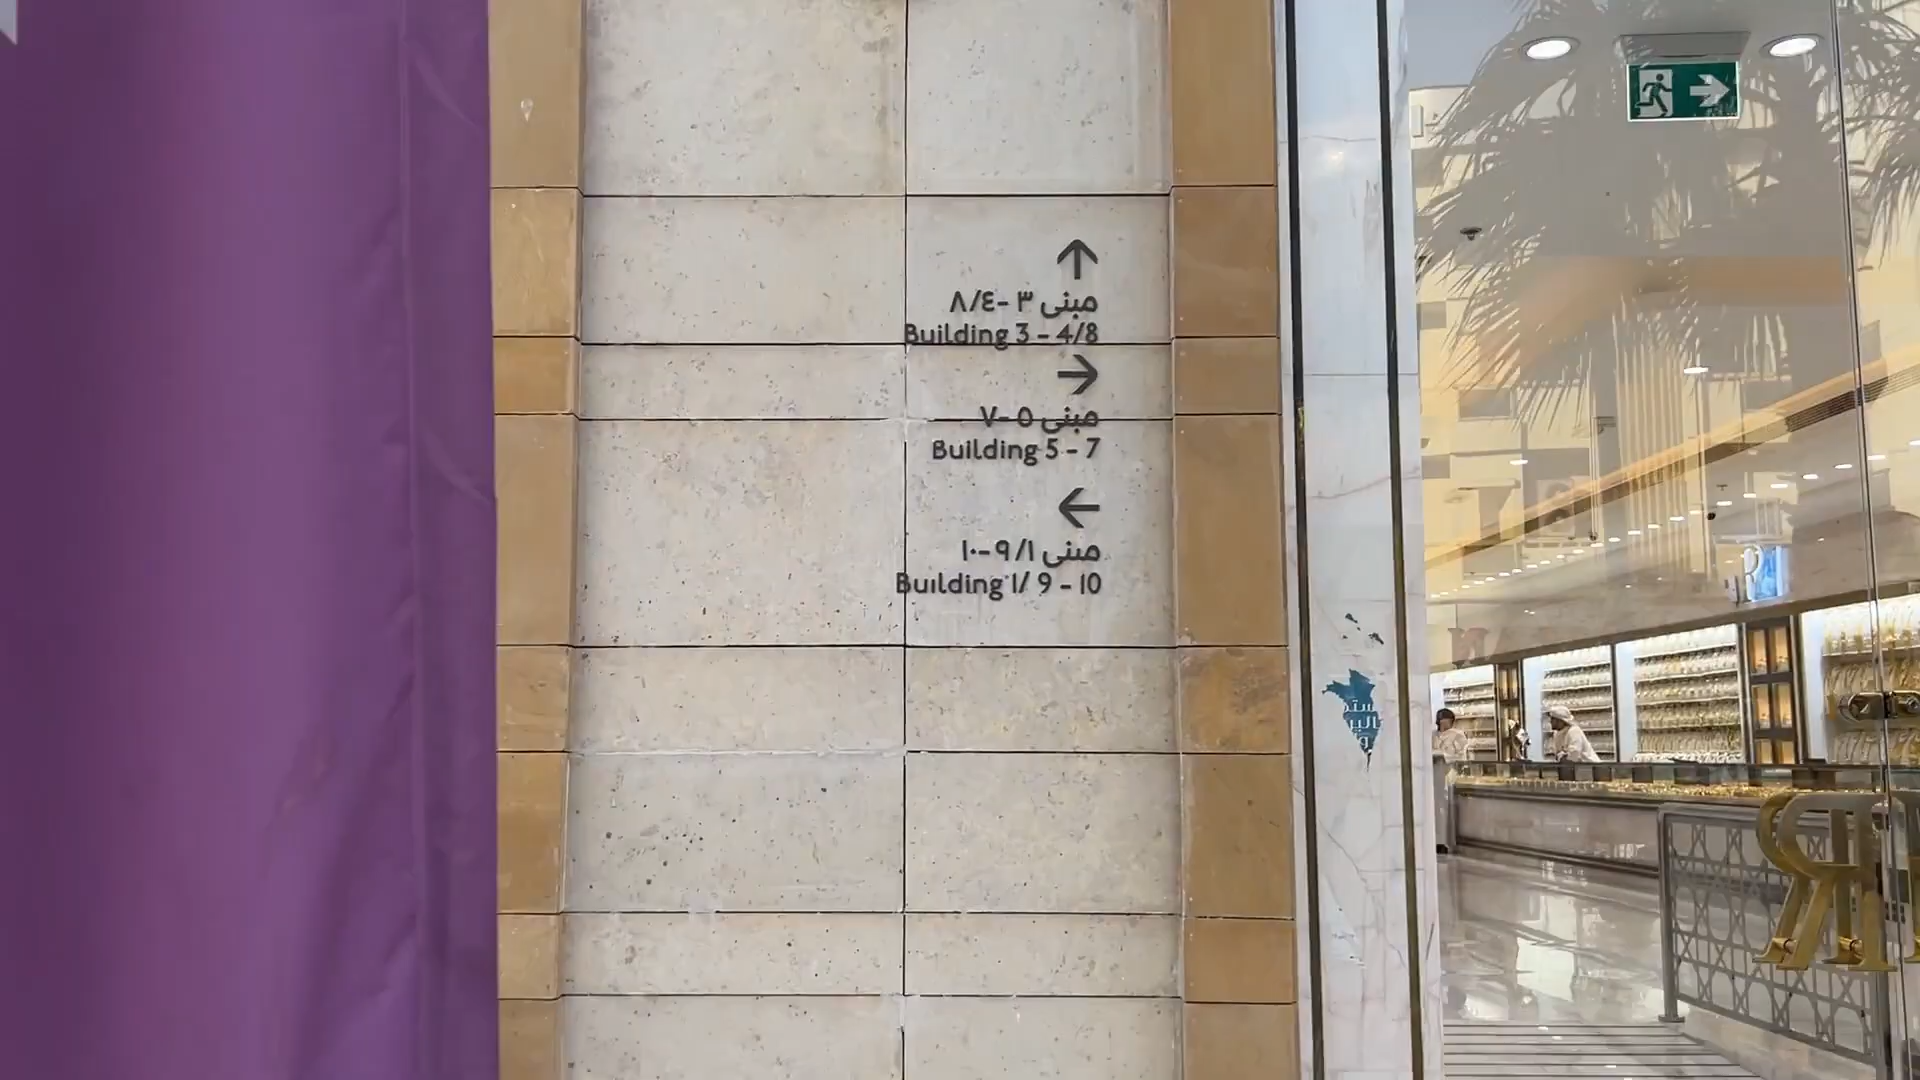 مبنى ٣ -٤/٨
Building 3 - 4/8
مبنى ٥ -٧
Building 5 - 7
مبنى ٩/١-١٠
Building 1/ 9 - 10